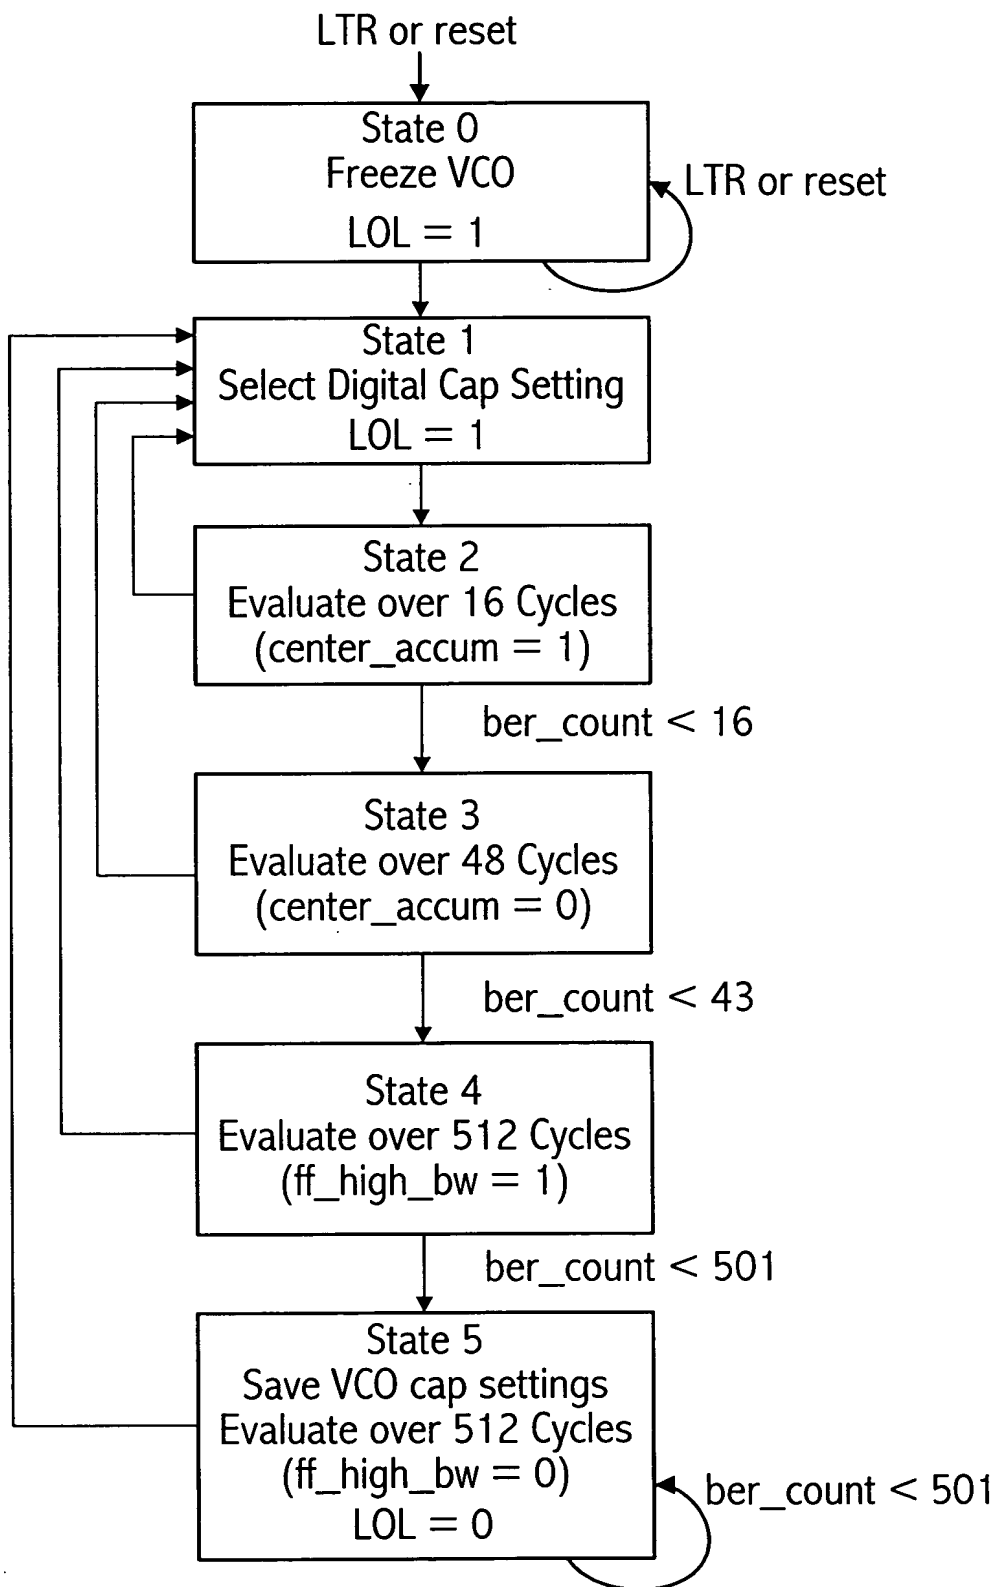 LTR or reset
State 0
Freeze VCO
LOL = 1
LTR or reset
State 1
Select Digital Cap Setting
LOL = 1
State 2
Evaluate over 16 Cycles
(center_accum = 1)
ber_count < 16
State 3
Evaluate over 48 Cycles
(center_accum = 0)
ber_count < 43
State 4
Evaluate over 512 Cycles
(ff_high_bw = 1)
ber_count < 501
State 5
Save VCO cap settings
Evaluate over 512 Cycles
(ff_high_bw = 0)
LOL = 0
ber_count < 501